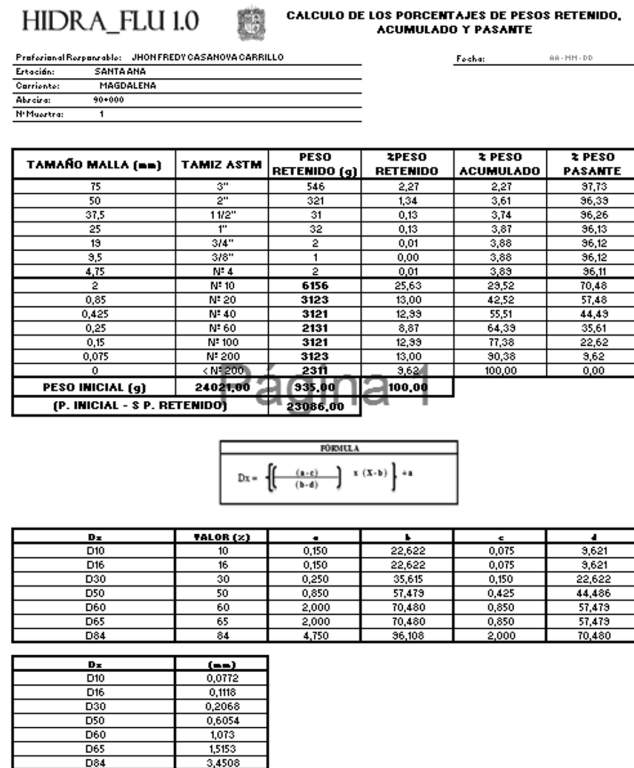 HIDRA_FLU 1.0
CALCULO DE LOS PORCENTAJES DE PESOS RETENIDO,
ACUMULADO Y PASANTE
Profesional Responsable: JHON FREDY CASANOVA CARRILLO Fecha: AA-MM-DD
Estación: SANTA ANA
Corriente: MAGDALENA
Abscisa: 90+000
Nº Muestra: 1
TAMAÑO MALLA (mm) TAMIZ ASTM PESO RETENIDO (g) %PESO RETENIDO % PESO ACUMULADO % PESO PASANTE
75 3" 546 2,27 2,27 97,73
50 2" 321 1,34 3,61 96,39
37,5 1 1/2" 31 0,13 3,74 96,26
25 1" 32 0,13 3,87 96,13
19 3/4" 2 0,01 3,88 96,12
9,5 3/8" 1 0,00 3,88 96,12
4,75 Nº 4 2 0,01 3,89 96,11
2 Nº 10 6156 25,63 29,52 70,48
0,85 Nº 20 3123 13,00 42,52 57,48
0,425 Nº 40 3121 12,99 55,51 44,49
0,25 Nº 60 2131 8,87 64,39 35,61
0,15 Nº 100 3121 12,99 77,38 22,62
0,075 Nº 200 3123 13,00 90,38 9,62
0 < Nº 200 2311 9,62 100,00 0,00
PESO INICIAL (g) 24021,00 935,00 100,00
Página 1
(P. INICIAL - S P. RETENIDO) 23086,00
FÓRMULA
Dx = {( (a-c) / (b-d) ) x (X-b) } +a
Dx VALOR (%) a b c d
D10 10 0,150 22,622 0,075 9,621
D16 16 0,150 22,622 0,075 9,621
D30 30 0,250 35,615 0,150 22,622
D50 50 0,850 57,479 0,425 44,486
D60 60 2,000 70,480 0,850 57,479
D65 65 2,000 70,480 0,850 57,479
D84 84 4,750 96,108 2,000 70,480
Dx (mm)
D10 0,0772
D16 0,1118
D30 0,2068
D50 0,6054
D60 1,073
D65 1,5153
D84 3,4508